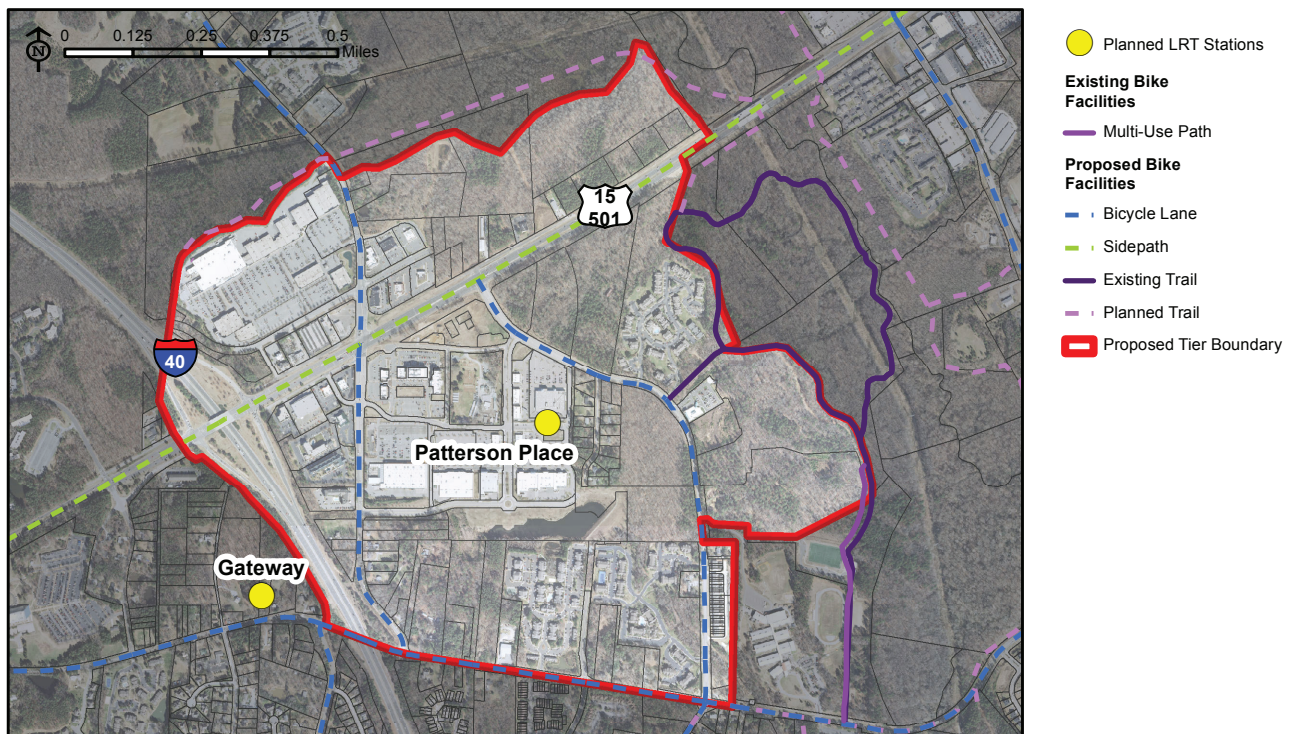 0 0.125 0.25 0.375 0.5
Miles
N
15
501
40
Patterson Place
Gateway
Planned LRT Stations
Existing Bike
Facilities
Multi-Use Path
Proposed Bike
Facilities
Bicycle Lane
Sidepath
Existing Trail
Planned Trail
Proposed Tier Boundary